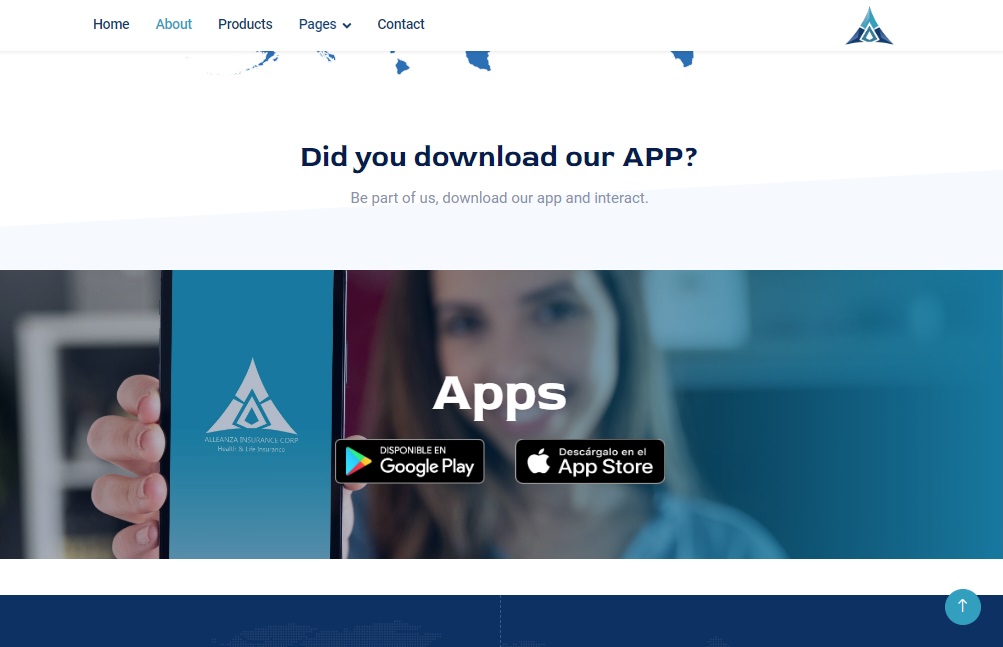 Home About Products Pages Contact
Did you download our APP?
Be part of us, download our app and interact.
Apps
ALLEANZA INSURANCE CORP
Health & Life Insurance
DISPONIBLE EN
Google Play
Descárgalo en el
App Store